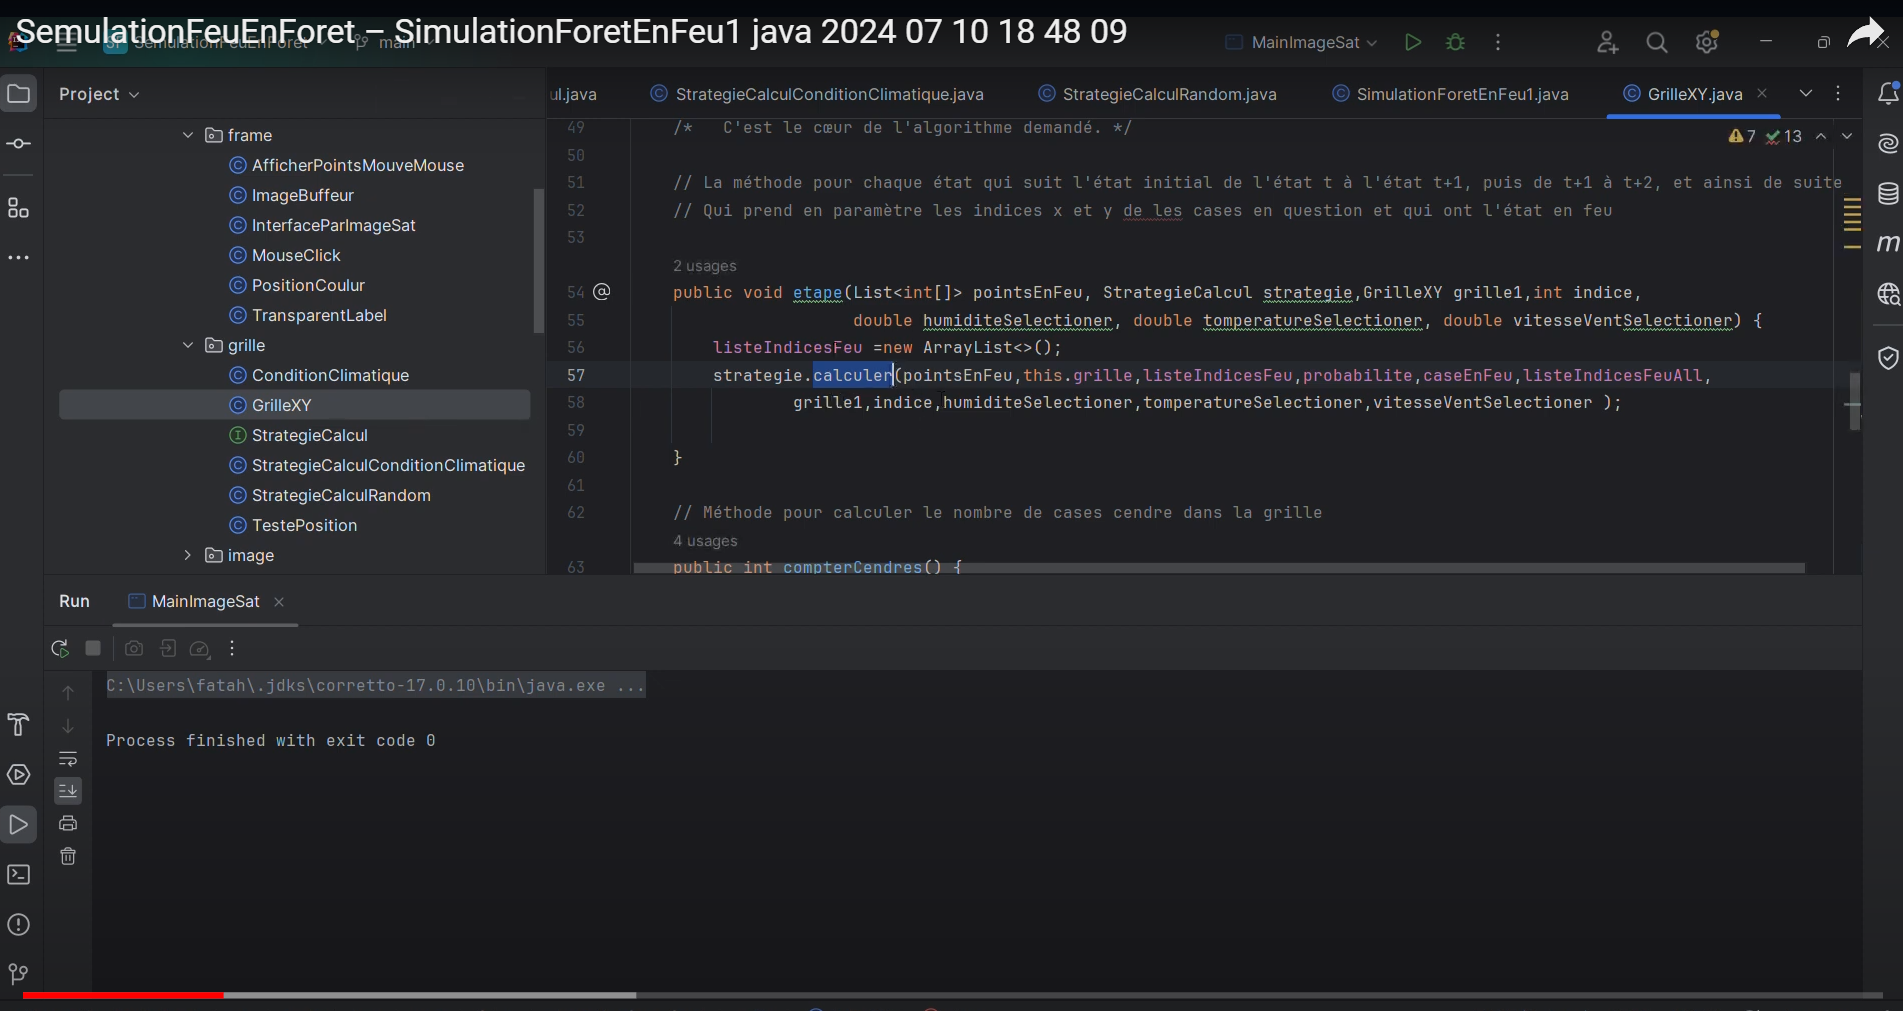 SemulationFeuEnForet – SimulationForetEnFeu1 java 2024 07 10 18 48 09
SF SemulationFeuEnForet main
MainImageSat
Project
ul.java
StrategieCalculConditionClimatique.java
StrategieCalculRandom.java
SimulationForetEnFeu1.java
GrilleXY.java
frame
AfficherPointsMouveMouse
ImageBuffeur
InterfaceParImageSat
MouseClick
PositionCoulur
TransparentLabel
grille
ConditionClimatique
GrilleXY
StrategieCalcul
StrategieCalculConditionClimatique
StrategieCalculRandom
TestePosition
image
7 13
49 /* C'est le cœur de l'algorithme demandé. */
50
51 // La méthode pour chaque état qui suit l'état initial de l'état t à l'état t+1, puis de t+1 à t+2, et ainsi de suite
52 // Qui prend en paramètre les indices x et y de les cases en question et qui ont l'état en feu
53
2 usages
54 @ public void etape(List<int[]> pointsEnFeu, StrategieCalcul strategie,GrilleXY grille1,int indice,
55 double humiditeSelectioner, double tomperatureSelectioner, double vitesseVentSelectioner) {
56 listeIndicesFeu =new ArrayList<>();
57 strategie.calculer(pointsEnFeu,this.grille,listeIndicesFeu,probabilite,caseEnFeu,listeIndicesFeuAll,
58 grille1,indice,humiditeSelectioner,tomperatureSelectioner,vitesseVentSelectioner );
59
60 }
61
62 // Méthode pour calculer le nombre de cases cendre dans la grille
4 usages
63 public int compterCendres() {
Run
MainImageSat
C:\Users\fatah\.jdks\corretto-17.0.10\bin\java.exe ...
Process finished with exit code 0